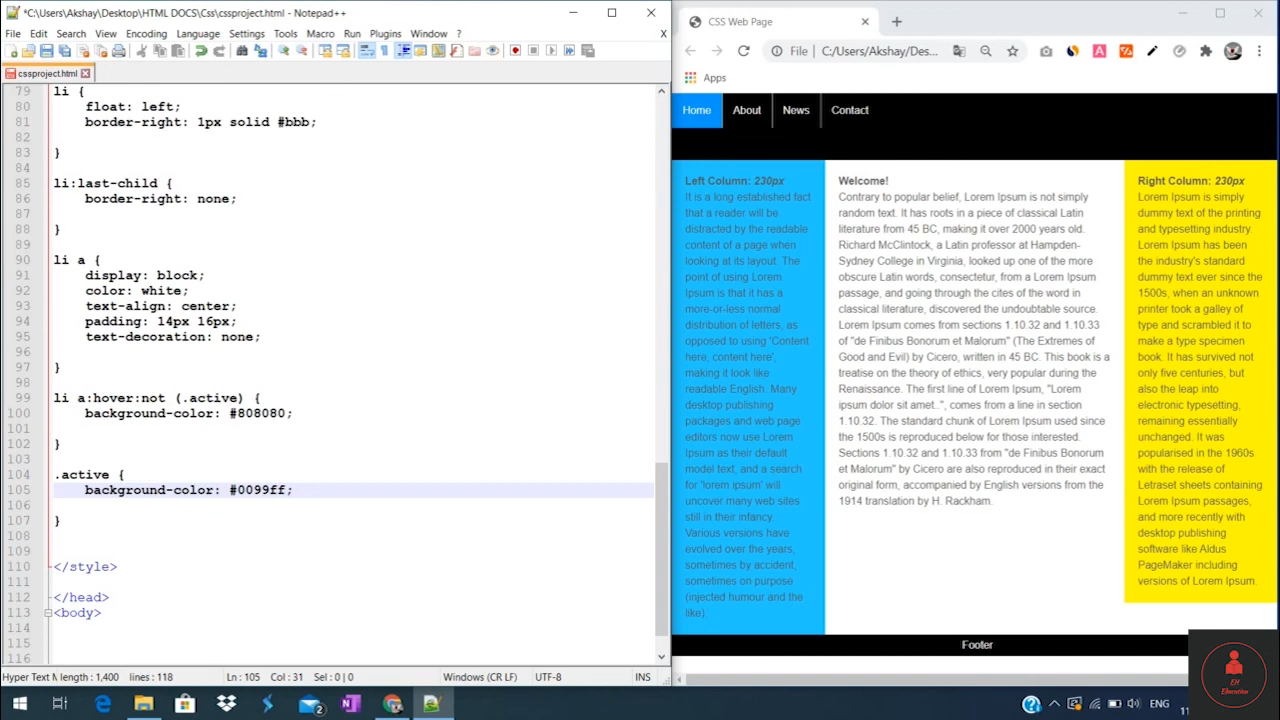 *C:\Users\Akshay\Desktop\HTML DOCS\Css\cssproject.html - Notepad++
File Edit Search View Encoding Language Settings Tools Macro Run Plugins Window ? X
cssproject.html
79 li {
80 float: left;
81 border-right: 1px solid #bbb;
82
83 }
84
85 li:last-child {
86 border-right: none;
87
88 }
89
90 li a {
91 display: block;
92 color: white;
93 text-align: center;
94 padding: 14px 16px;
95 text-decoration: none;
96
97 }
98
99 li a:hover:not (.active) {
100 background-color: #808080;
101
102 }
103
104 .active {
105 background-color: #0099ff;
106
107 }
108
109
110 </style>
111
112 </head>
113 <body>
114
115
116
Hyper Text M length : 1,400 lines : 118 Ln : 105 Col : 31 Sel : 0 | 0 Windows (CR LF) UTF-8 INS
CSS Web Page
File C:/Users/Akshay/Des...
Apps
Home About News Contact
Left Column: 230px
It is a long established fact
that a reader will be
distracted by the readable
content of a page when
looking at its layout. The
point of using Lorem
Ipsum is that it has a
more-or-less normal
distribution of letters, as
opposed to using 'Content
here, content here',
making it look like
readable English. Many
desktop publishing
packages and web page
editors now use Lorem
Ipsum as their default
model text, and a search
for 'lorem ipsum' will
uncover many web sites
still in their infancy.
Various versions have
evolved over the years,
sometimes by accident,
sometimes on purpose
(injected humour and the
like)
Welcome!
Contrary to popular belief, Lorem Ipsum is not simply
random text. It has roots in a piece of classical Latin
literature from 45 BC, making it over 2000 years old.
Richard McClintock, a Latin professor at Hampden-
Sydney College in Virginia, looked up one of the more
obscure Latin words, consectetur, from a Lorem Ipsum
passage, and going through the cites of the word in
classical literature, discovered the undoubtable source.
Lorem Ipsum comes from sections 1.10.32 and 1.10.33
of "de Finibus Bonorum et Malorum" (The Extremes of
Good and Evil) by Cicero, written in 45 BC. This book is a
treatise on the theory of ethics, very popular during the
Renaissance. The first line of Lorem Ipsum, "Lorem
ipsum dolor sit amet..", comes from a line in section
1.10.32. The standard chunk of Lorem Ipsum used since
the 1500s is reproduced below for those interested.
Sections 1.10.32 and 1.10.33 from "de Finibus Bonorum
et Malorum" by Cicero are also reproduced in their exact
original form, accompanied by English versions from the
1914 translation by H. Rackham.
Right Column: 230px
Lorem Ipsum is simply
dummy text of the printing
and typesetting industry.
Lorem Ipsum has been
the industry's standard
dummy text ever since the
1500s, when an unknown
printer took a galley of
type and scrambled it to
make a type specimen
book. It has survived not
only five centuries, but
also the leap into
electronic typesetting,
remaining essentially
unchanged. It was
popularised in the 1960s
with the release of
Letraset sheets containing
Lorem Ipsum passages,
and more recently with
desktop publishing
software like Aldus
PageMaker including
versions of Lorem Ipsum.
Footer
EH
Education
ENG